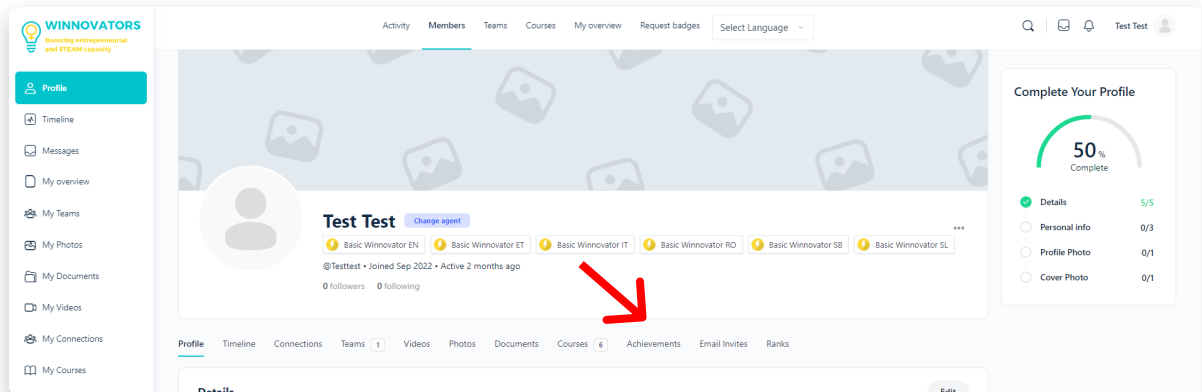 WINNOVATORS
Boosting entrepreneurial
and STEAM capacity
Activity Members Teams Courses My overview Request badges Select Language
Test Test
Profile
Timeline
Messages
My overview
My Teams
My Photos
My Documents
My Videos
My Connections
My Courses
Test Test Change agent
Basic Winnovator EN Basic Winnovator ET Basic Winnovator IT Basic Winnovator RO Basic Winnovator SB Basic Winnovator SL
@Testtest • Joined Sep 2022 • Active 2 months ago
0 followers 0 following
Profile Timeline Connections Teams 1 Videos Photos Documents Courses 6 Achievements Email Invites Ranks
Details Edit
Complete Your Profile
50 %
Complete
Details 5/5
Personal info 0/3
Profile Photo 0/1
Cover Photo 0/1